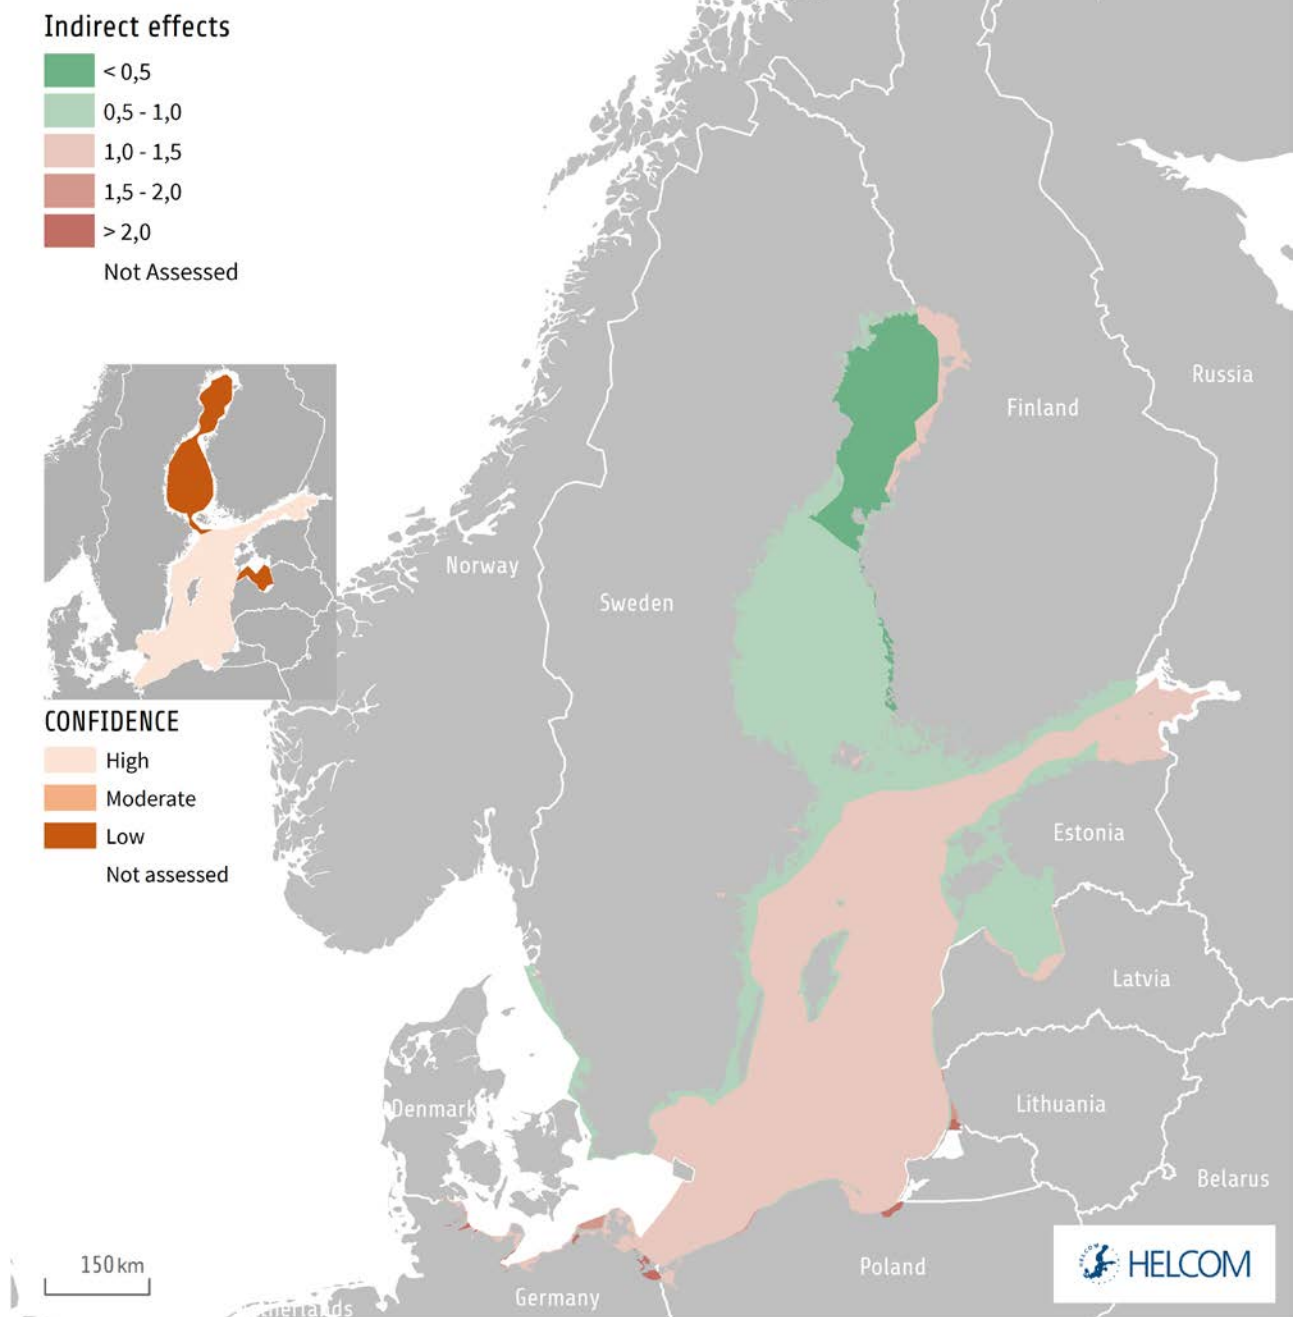 Indirect effects
< 0,5
0,5 - 1,0
1,0 - 1,5
1,5 - 2,0
> 2,0
Not Assessed
CONFIDENCE
High
Moderate
Low
Not assessed
Russia
Finland
Norway
Sweden
Estonia
Latvia
Denmark
Lithuania
Belarus
Poland
Germany
therlands
150 km
HELCOM